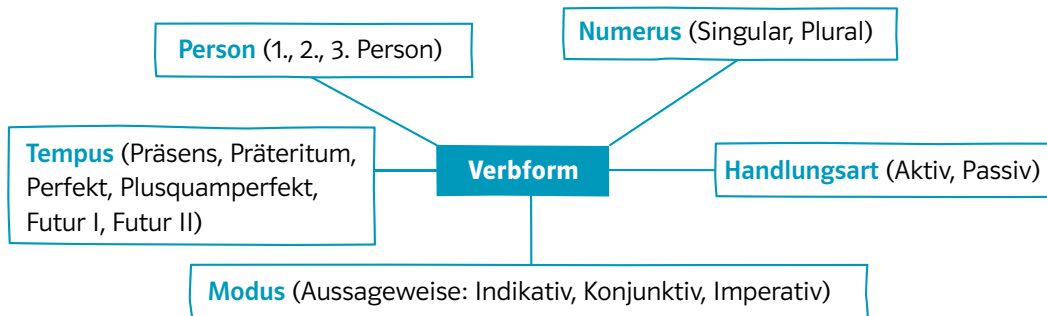 Person (1., 2., 3. Person)
Numerus (Singular, Plural)
Tempus (Präsens, Präteritum,
Perfekt, Plusquamperfekt,
Futur I, Futur II)
Verbform
Handlungsart (Aktiv, Passiv)
Modus (Aussageweise: Indikativ, Konjunktiv, Imperativ)